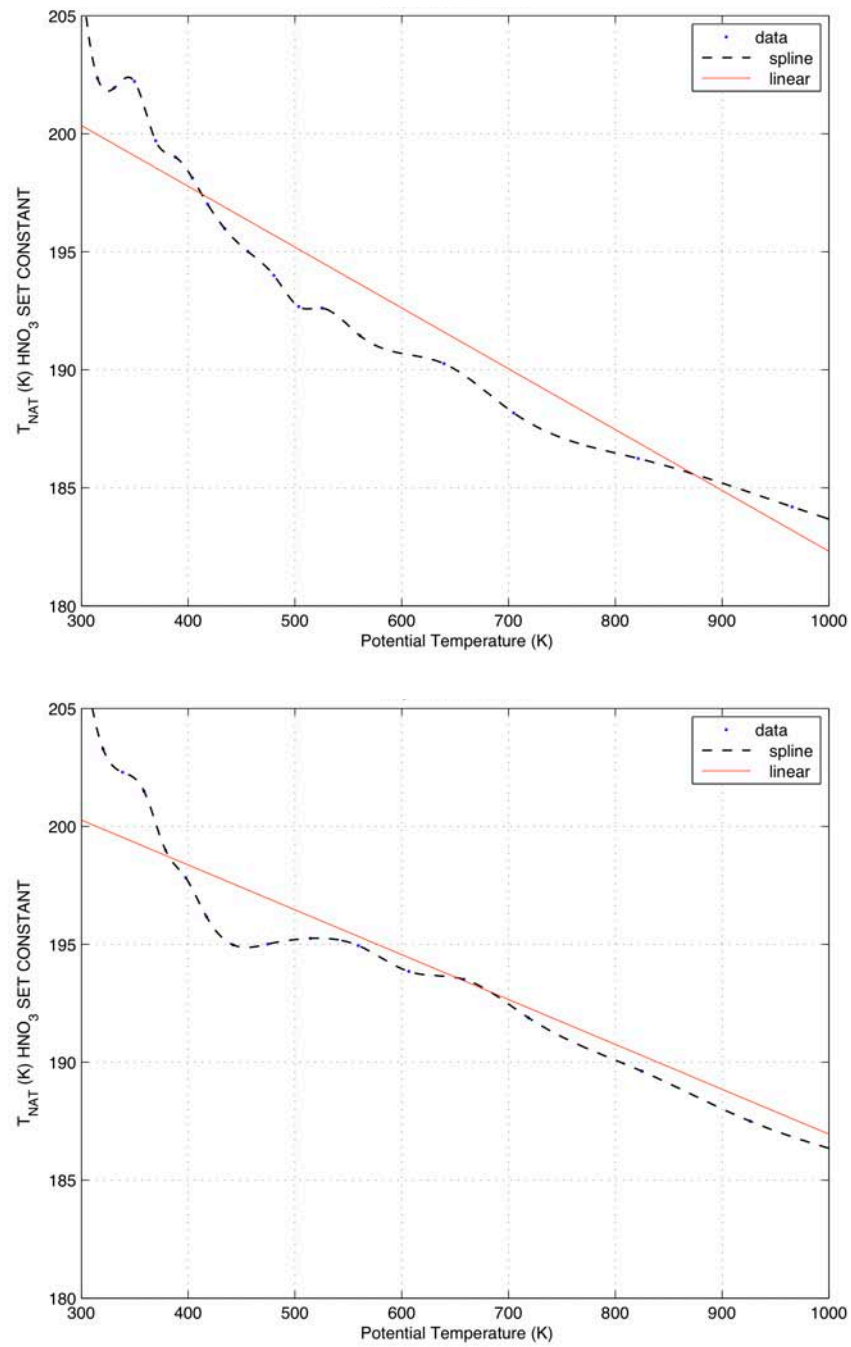 205
200
195
190
185
180
T_NAT (K) HNO_3 SET CONSTANT
data
spline
linear
300 400 500 600 700 800 900 1000
Potential Temperature (K)
205
200
195
190
185
180
T_NAT (K) HNO_3 SET CONSTANT
data
spline
linear
300 400 500 600 700 800 900 1000
Potential Temperature (K)